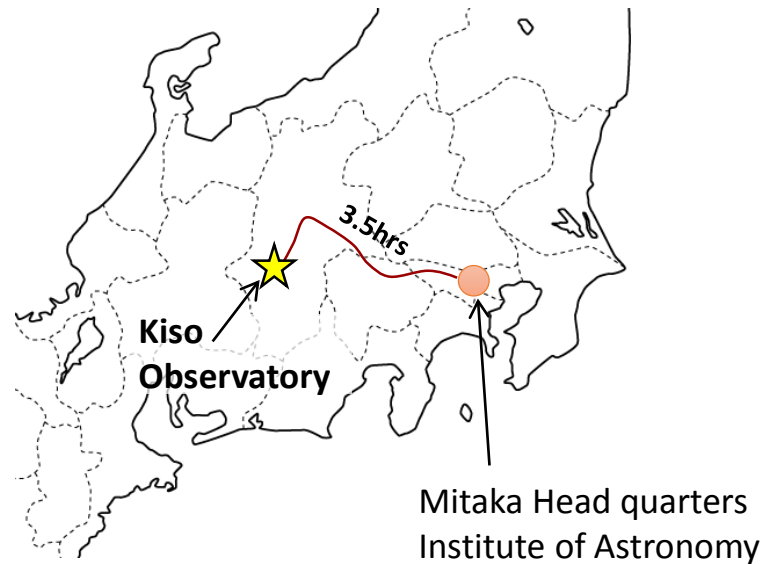 3.5hrs
Kiso
Observatory
Mitaka Head quarters
Institute of Astronomy